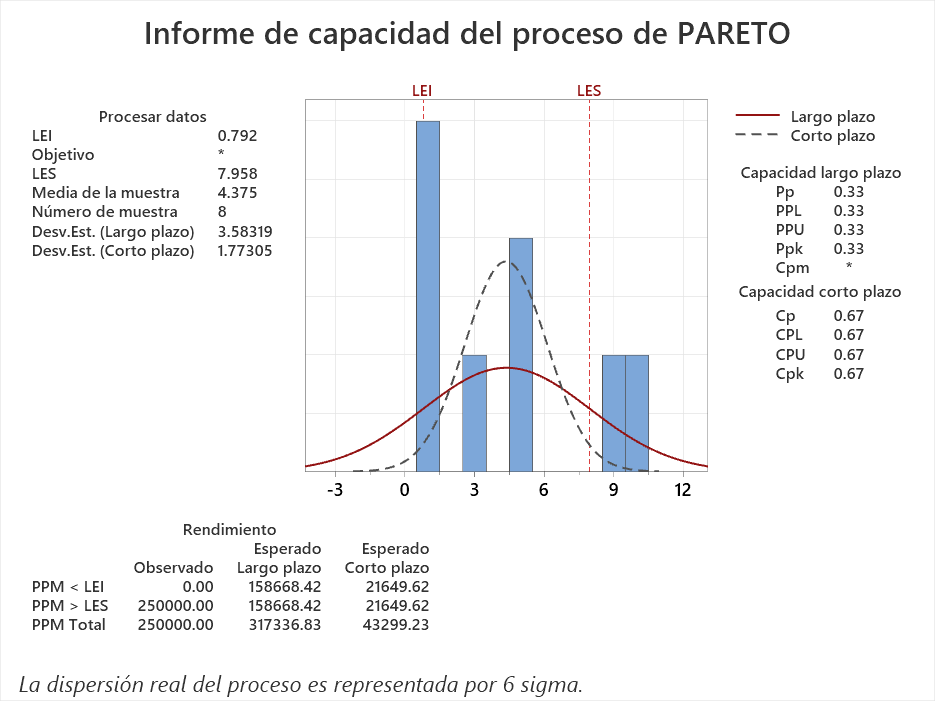 Informe de capacidad del proceso de PARETO
LEI LES
Procesar datos
LEI 0.792
Objetivo *
LES 7.958
Media de la muestra 4.375
Número de muestra 8
Desv.Est. (Largo plazo) 3.58319
Desv.Est. (Corto plazo) 1.77305
Largo plazo
Corto plazo
Capacidad largo plazo
Pp 0.33
PPL 0.33
PPU 0.33
Ppk 0.33
Cpm *
Capacidad corto plazo
Cp 0.67
CPL 0.67
CPU 0.67
Cpk 0.67
-3 0 3 6 9 12
Rendimiento
Esperado Esperado
Observado Largo plazo Corto plazo
PPM < LEI 0.00 158668.42 21649.62
PPM > LES 250000.00 158668.42 21649.62
PPM Total 250000.00 317336.83 43299.23
La dispersión real del proceso es representada por 6 sigma.